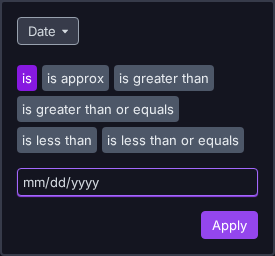 Date
is is approx is greater than
is greater than or equals
is less than is less than or equals
mm/dd/yyyy
Apply